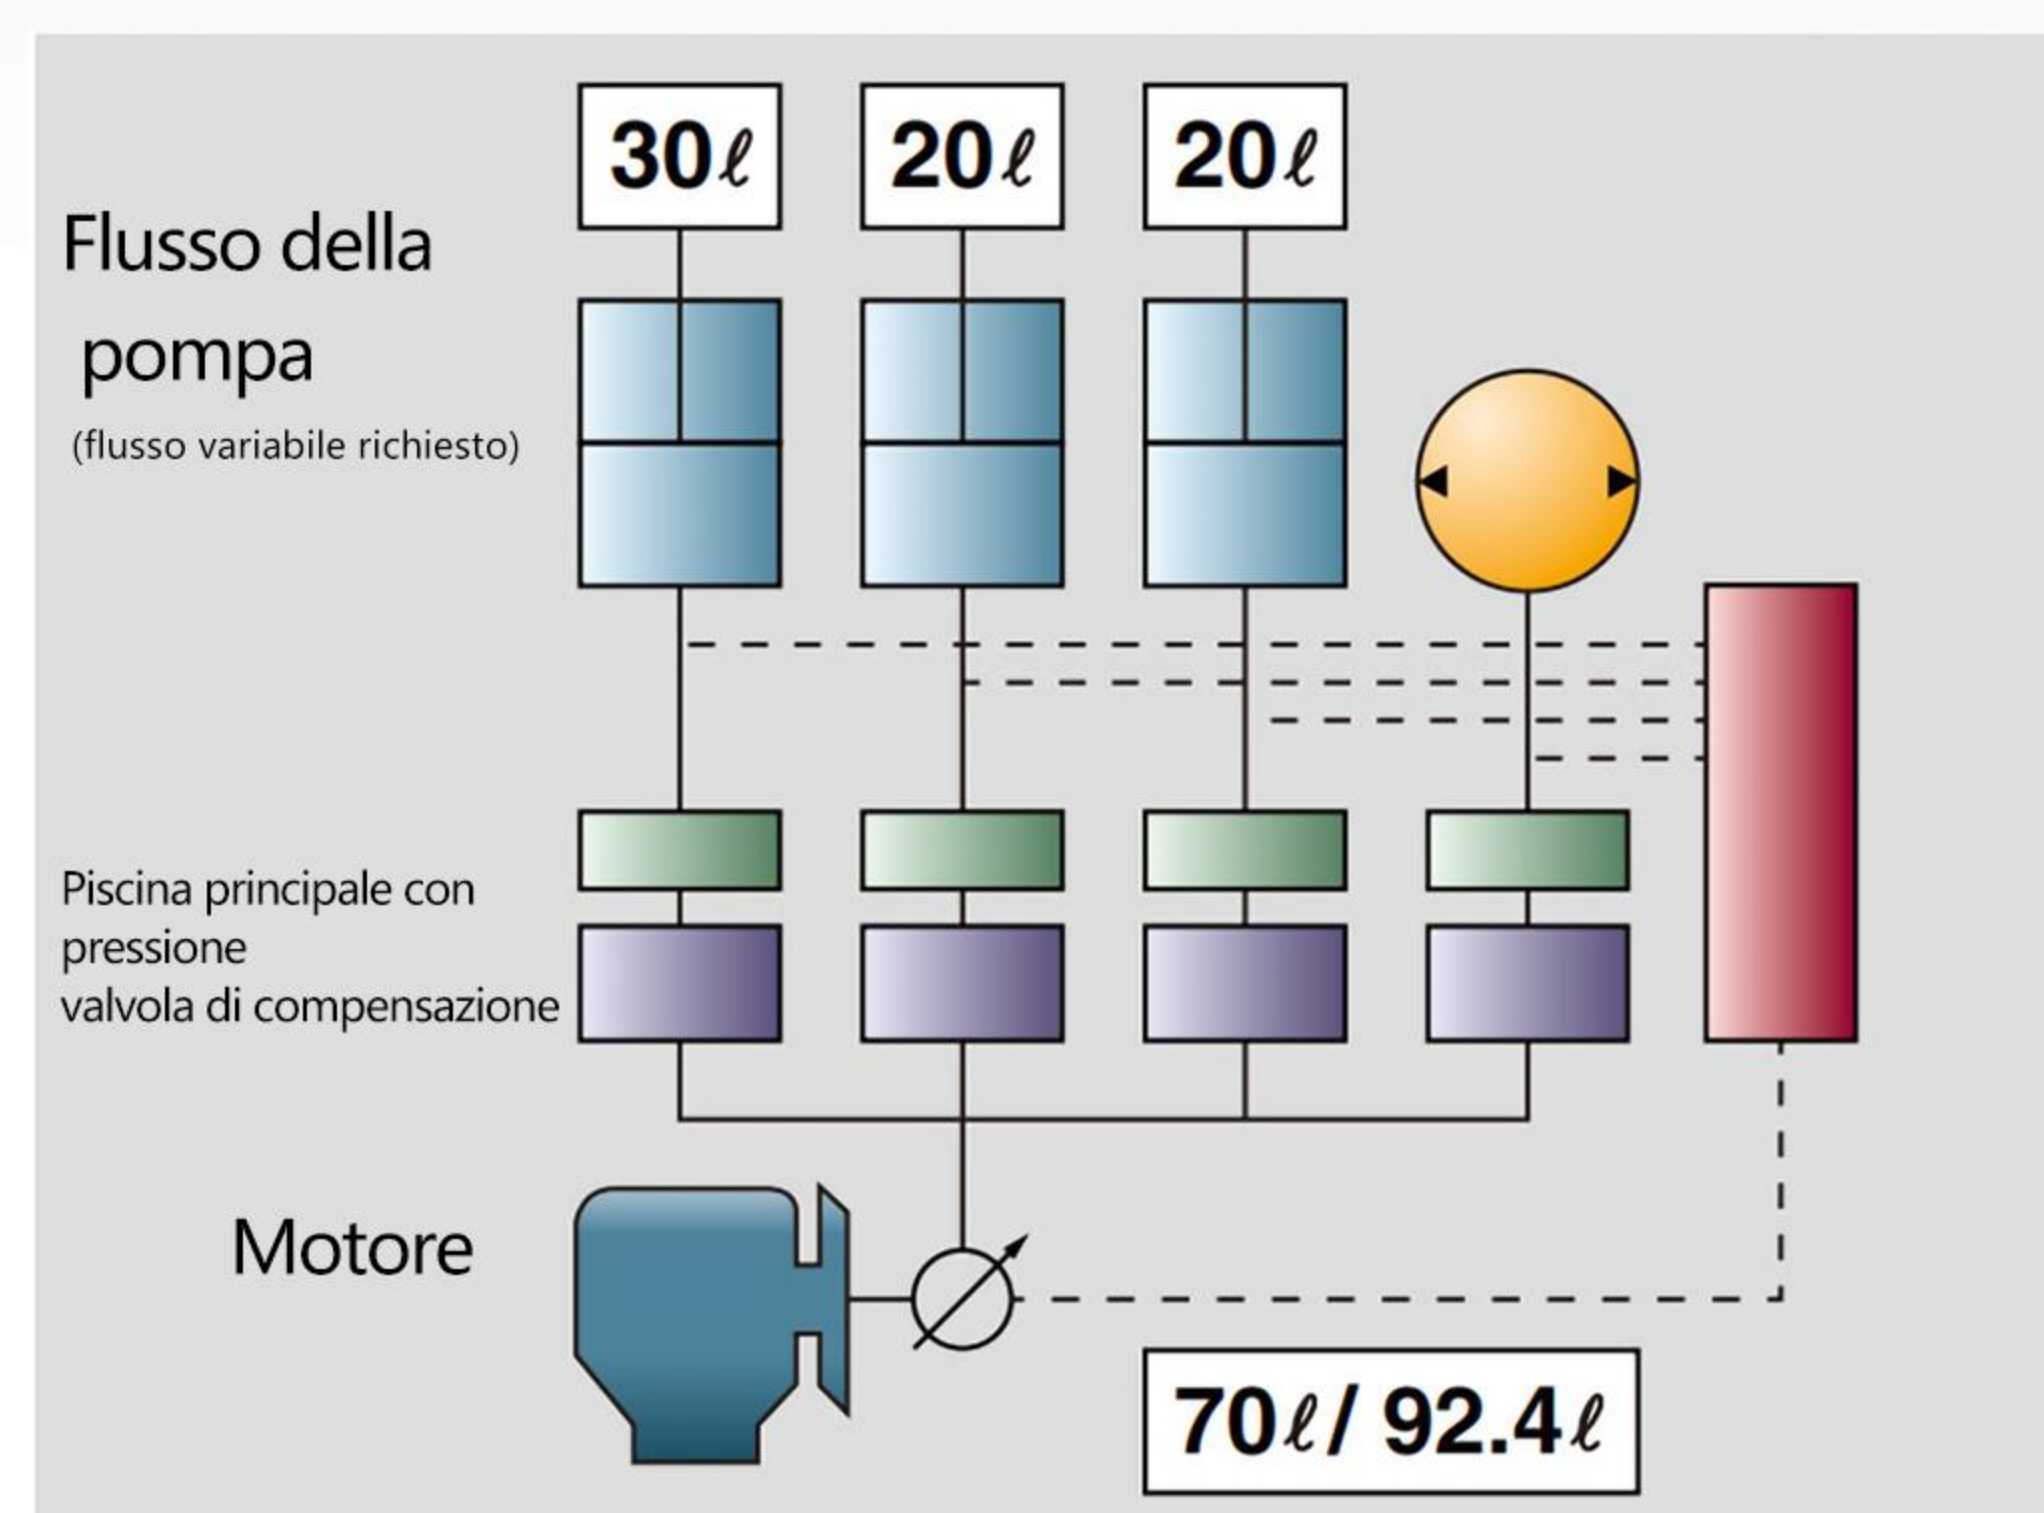 30ℓ
20ℓ
20ℓ
Flusso della
pompa
(flusso variabile richiesto)
Piscina principale con
pressione
valvola di compensazione
Motore
70ℓ/ 92.4ℓ